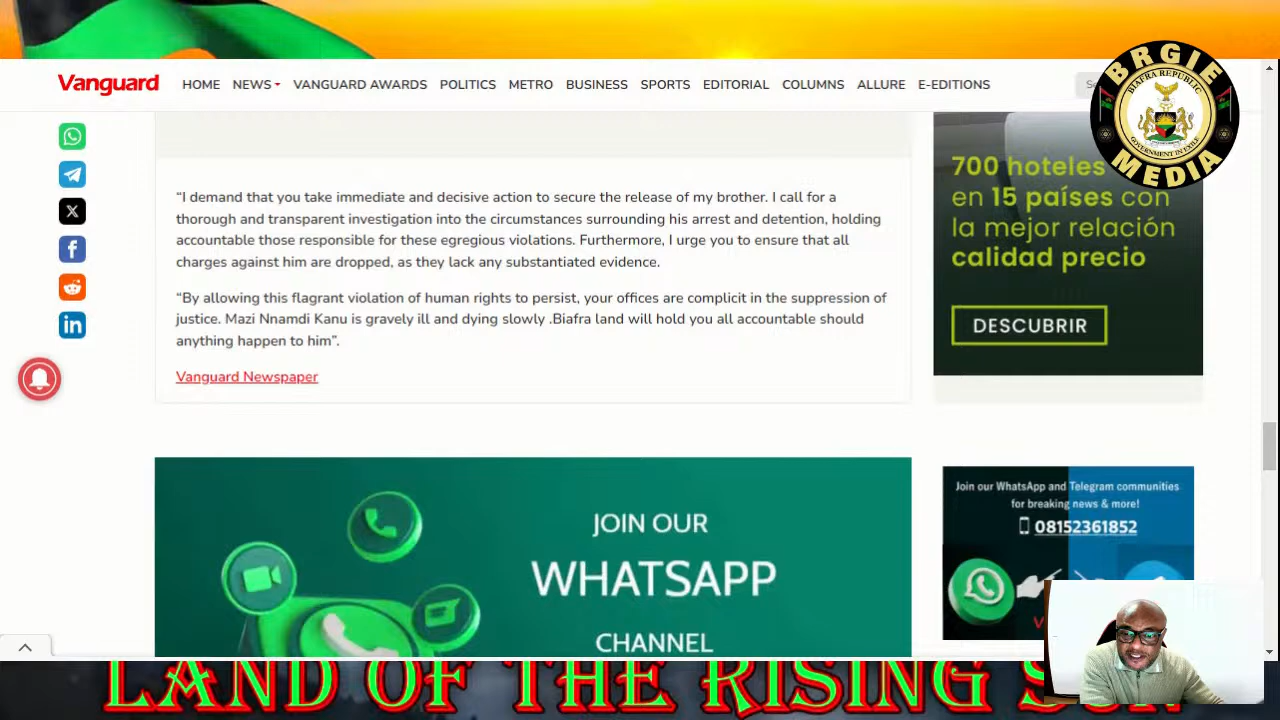 Vanguard
HOME NEWS VANGUARD AWARDS POLITICS METRO BUSINESS SPORTS EDITORIAL COLUMNS ALLURE E-EDITIONS
BRGIE
BIAFRA REPUBLIC
GOVERNMENT IN EXILE
MEDIA
“I demand that you take immediate and decisive action to secure the release of my brother. I call for a
thorough and transparent investigation into the circumstances surrounding his arrest and detention, holding
accountable those responsible for these egregious violations. Furthermore, I urge you to ensure that all
charges against him are dropped, as they lack any substantiated evidence.
“By allowing this flagrant violation of human rights to persist, your offices are complicit in the suppression of
justice. Mazi Nnamdi Kanu is gravely ill and dying slowly .Biafra land will hold you all accountable should
anything happen to him”.
Vanguard Newspaper
700 hoteles
en 15 países con
la mejor relación
calidad precio
DESCUBRIR
JOIN OUR
WHATSAPP
CHANNEL
Join our WhatsApp and Telegram communities
for breaking news & more!
08152361852
LAND OF THE RISING SUN